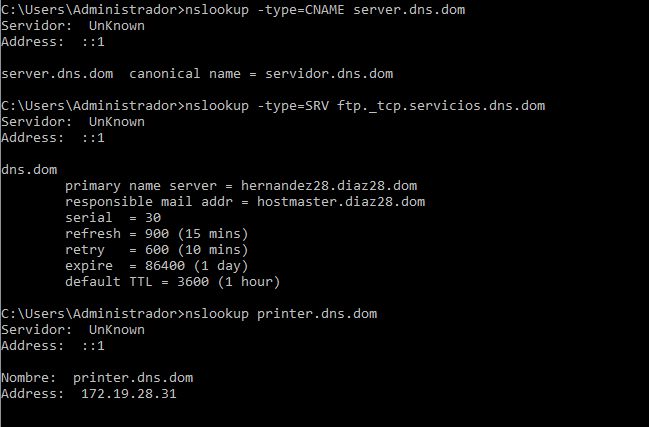 C:\Users\Administrador>nslookup -type=CNAME server.dns.dom
Servidor:  UnKnown
Address:  ::1

server.dns.dom  canonical name = servidor.dns.dom

C:\Users\Administrador>nslookup -type=SRV ftp._tcp.servicios.dns.dom
Servidor:  UnKnown
Address:  ::1

dns.dom
        primary name server = hernandez28.diaz28.dom
        responsible mail addr = hostmaster.diaz28.dom
        serial  = 30
        refresh = 900 (15 mins)
        retry   = 600 (10 mins)
        expire  = 86400 (1 day)
        default TTL = 3600 (1 hour)

C:\Users\Administrador>nslookup printer.dns.dom
Servidor:  UnKnown
Address:  ::1

Nombre:  printer.dns.dom
Address:  172.19.28.31